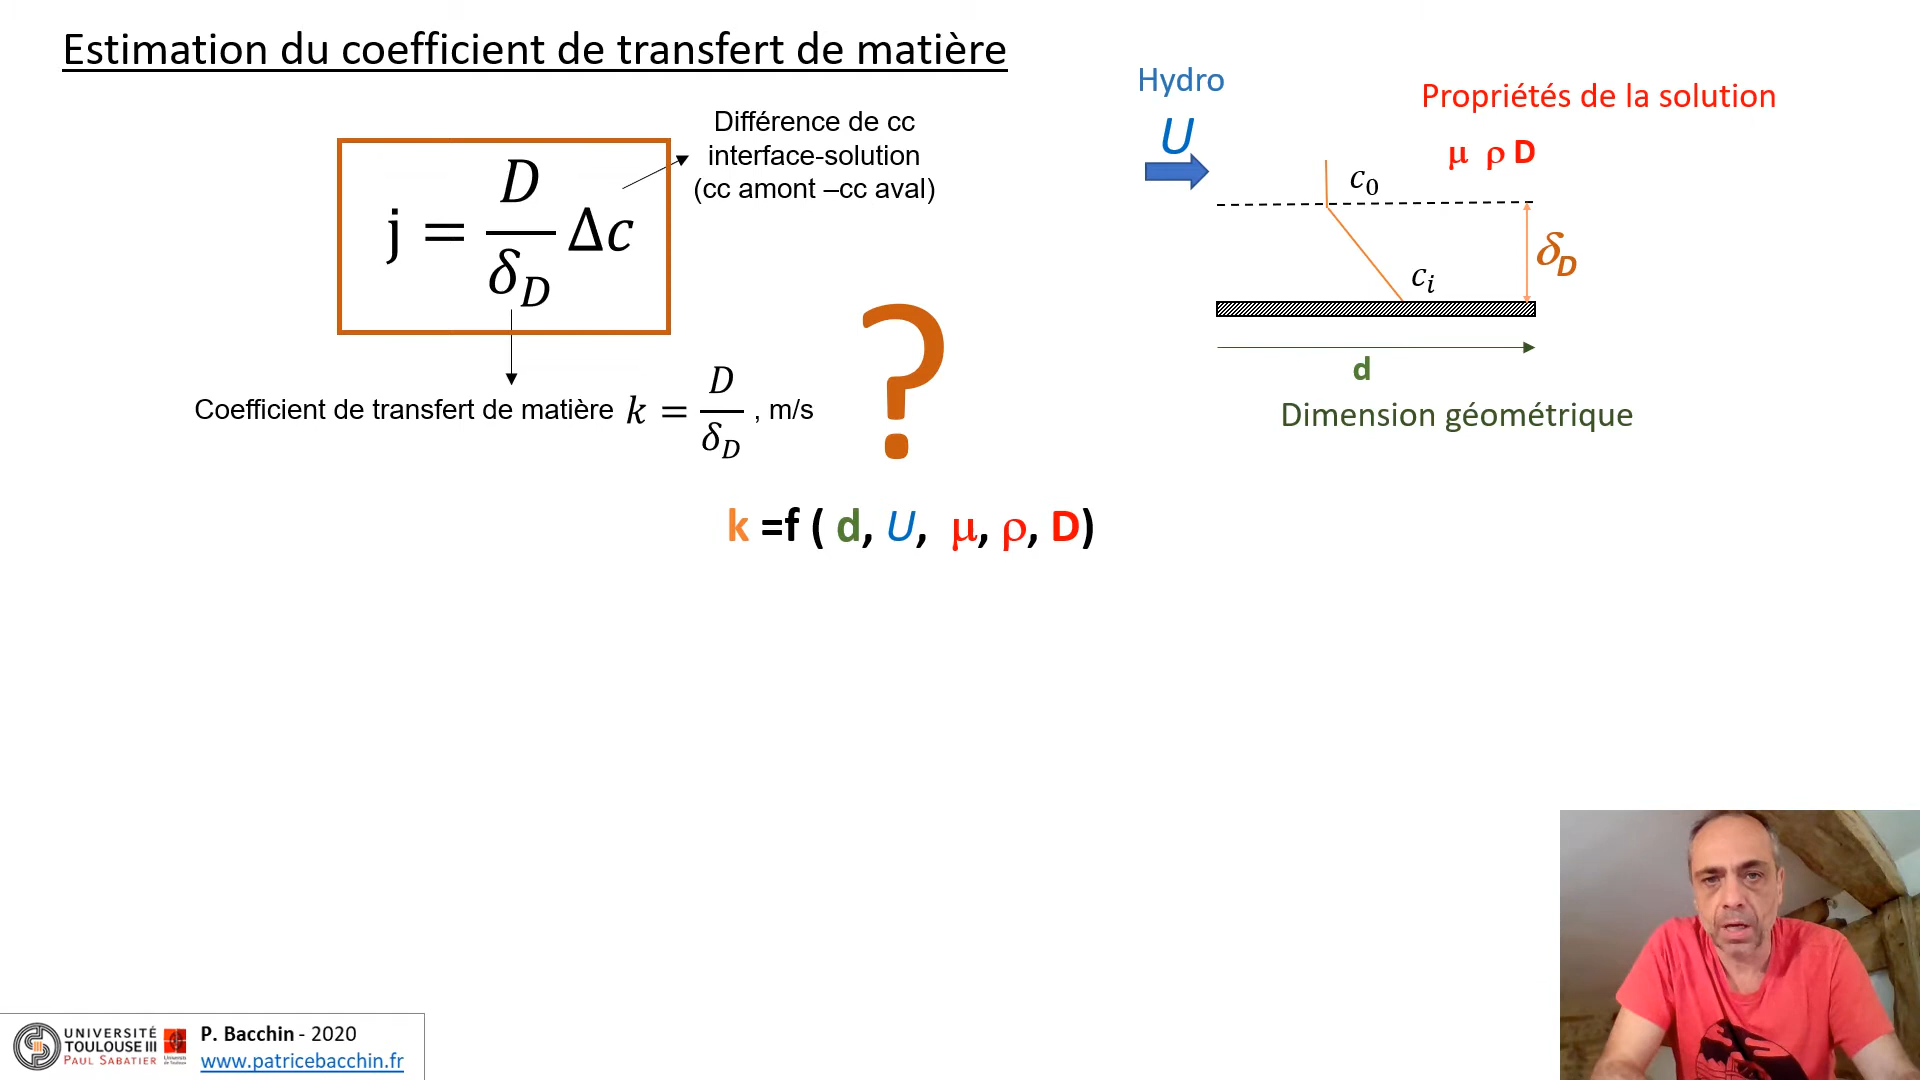 Estimation du coefficient de transfert de matière
Différence de cc
interface-solution
(cc amont –cc aval)
j = D/δ_D Δc
Coefficient de transfert de matière k = D/δ_D , m/s
?
Hydro
U
Propriétés de la solution
μ ρ D
c₀
δ_D
cᵢ
d
Dimension géométrique
k =f ( d, U, μ, ρ, D)
UNIVERSITÉ
TOULOUSE III
PAUL SABATIER
P. Bacchin - 2020
www.patricebacchin.fr